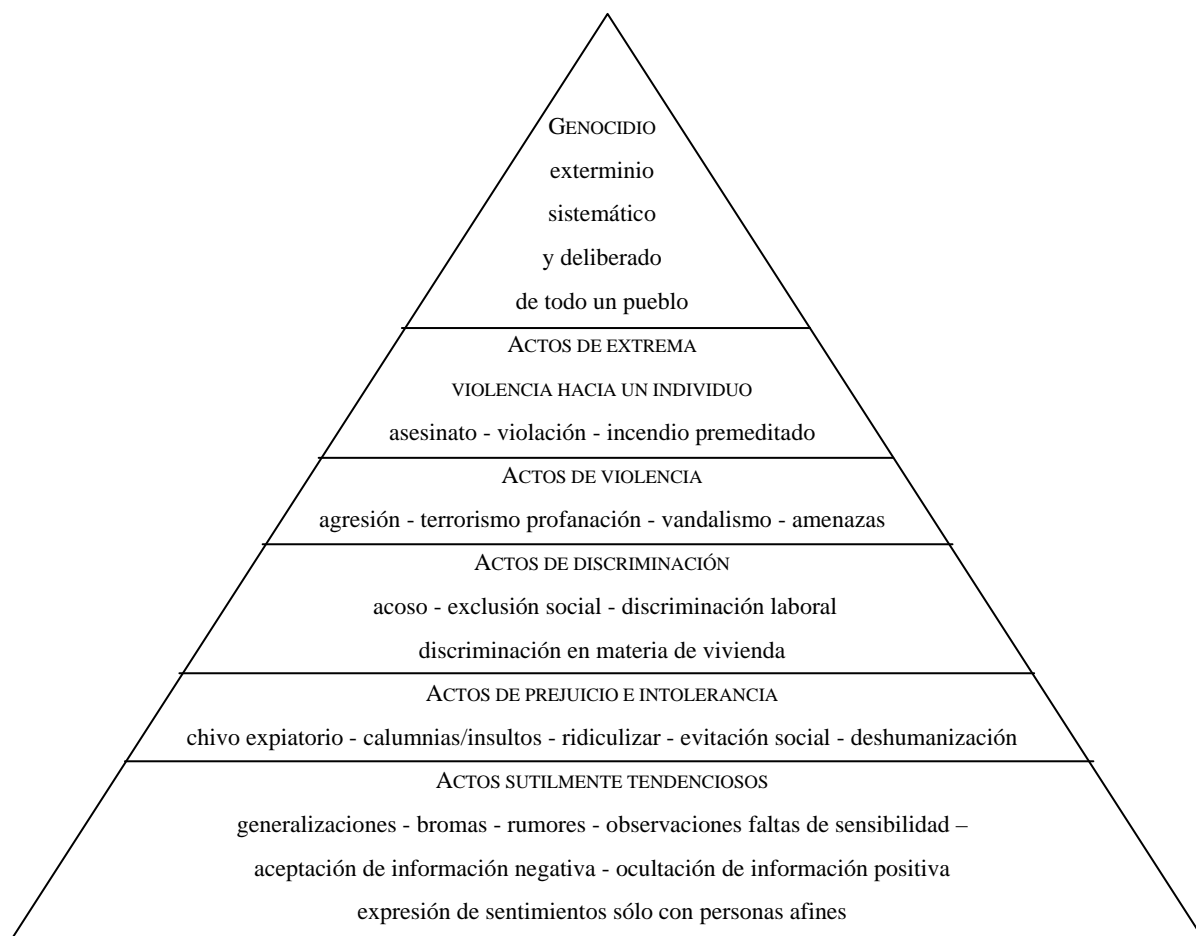 GENOCIDIO
exterminio
sistemático
y deliberado
de todo un pueblo
ACTOS DE EXTREMA
VIOLENCIA HACIA UN INDIVIDUO
asesinato - violación - incendio premeditado
ACTOS DE VIOLENCIA
agresión - terrorismo profanación - vandalismo - amenazas
ACTOS DE DISCRIMINACIÓN
acoso - exclusión social - discriminación laboral
discriminación en materia de vivienda
ACTOS DE PREJUICIO E INTOLERANCIA
chivo expiatorio - calumnias/insultos - ridiculizar - evitación social - deshumanización
ACTOS SUTILMENTE TENDENCIOSOS
generalizaciones - bromas - rumores - observaciones faltas de sensibilidad –
aceptación de información negativa - ocultación de información positiva
expresión de sentimientos sólo con personas afines